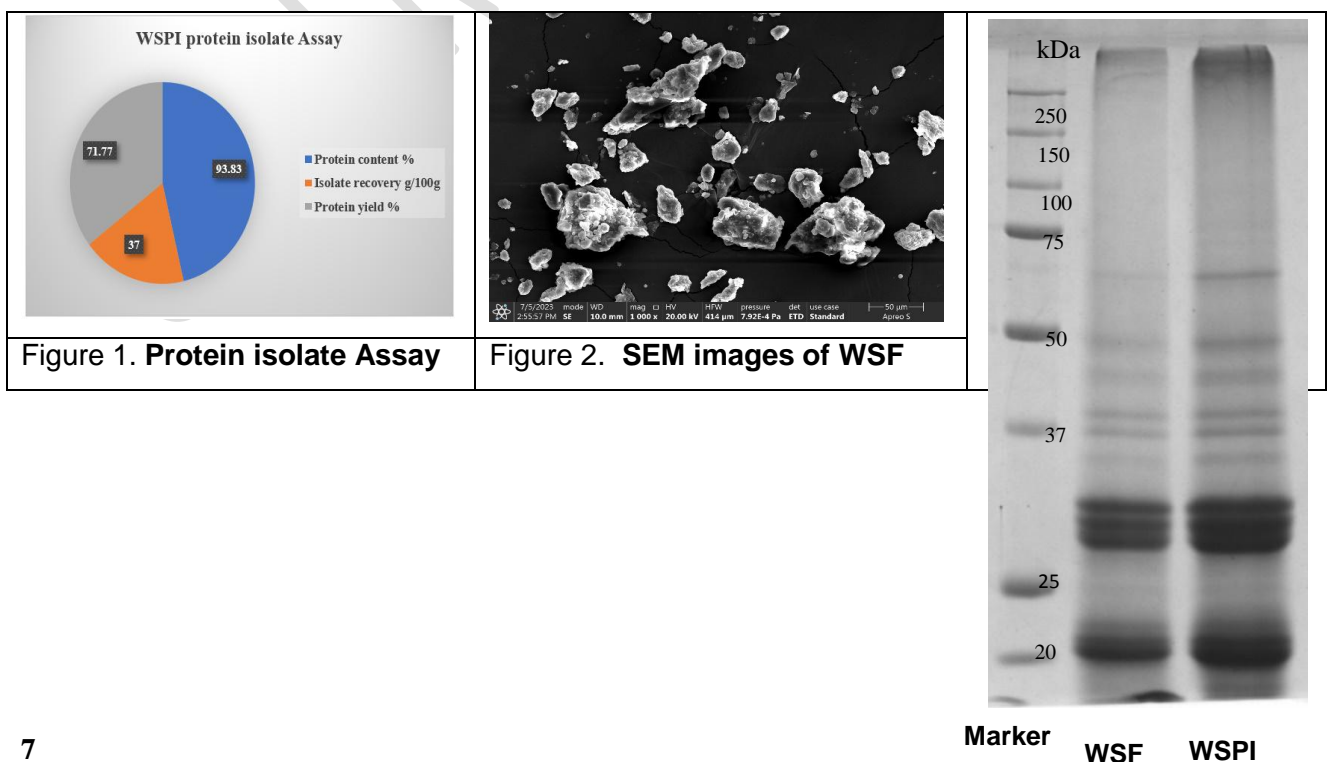 WSPI protein isolate Assay
71.77
93.83
37
Protein content %
Isolate recovery g/100g
Protein yield %
7/5/2023 mode WD mag □ HV HFW pressure det use case 50 μm
2:55:57 PM SE 10.0 mm 1 000 x 20.00 kV 414 μm 7.92E-4 Pa ETD Standard Apreo S
Figure 1. Protein isolate Assay
Figure 2. SEM images of WSF
kDa
250
150
100
75
50
37
25
20
Marker WSF WSPI
7